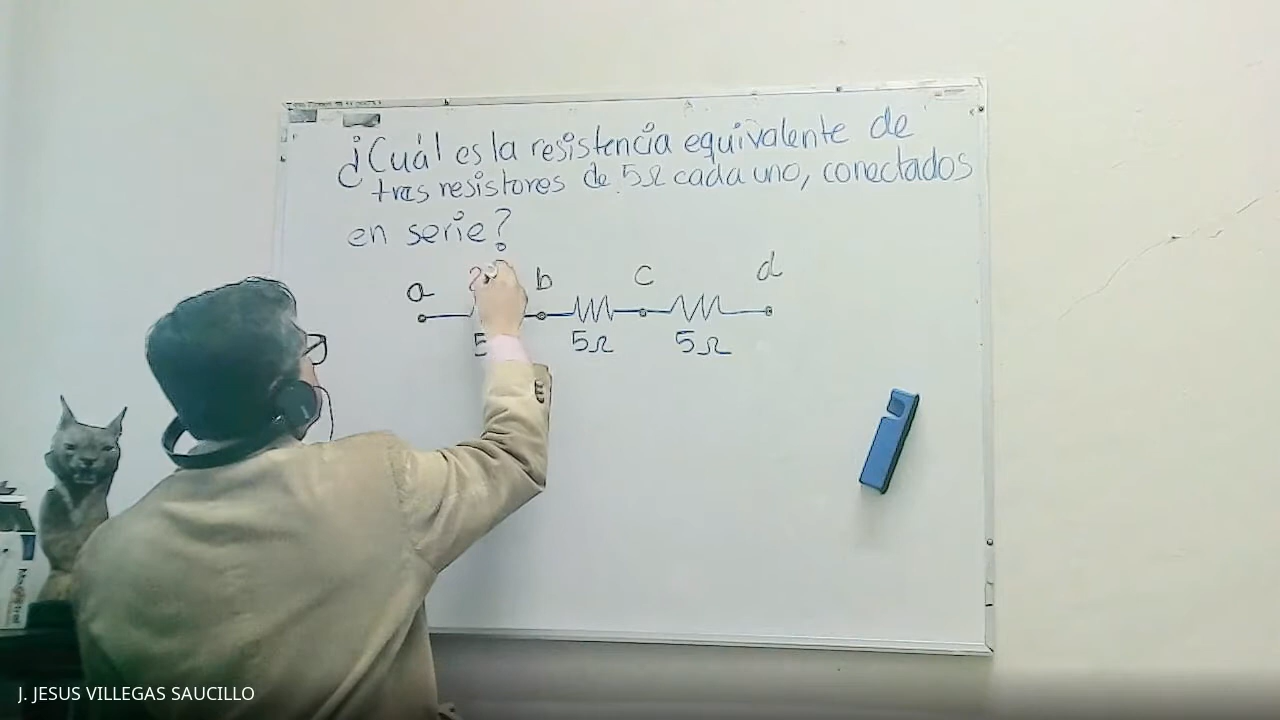 ¿Cuál es la resistencia equivalente de
tres resistores de 5Ω cada uno, conectados
en serie?
a b c d
5 5Ω 5Ω
J. JESUS VILLEGAS SAUCILLO